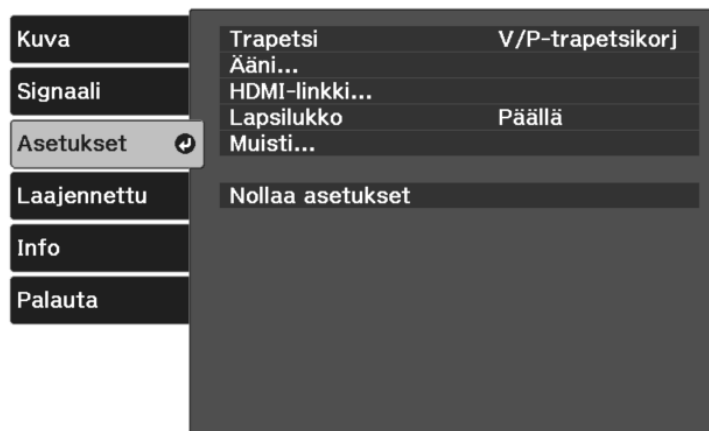 Kuva
Signaali
Asetukset
Laajennettu
Info
Palauta
Trapetsi V/P-trapetsikorj
Ääni...
HDMI-linkki...
Lapsilukko Päällä
Muisti...
Nollaa asetukset